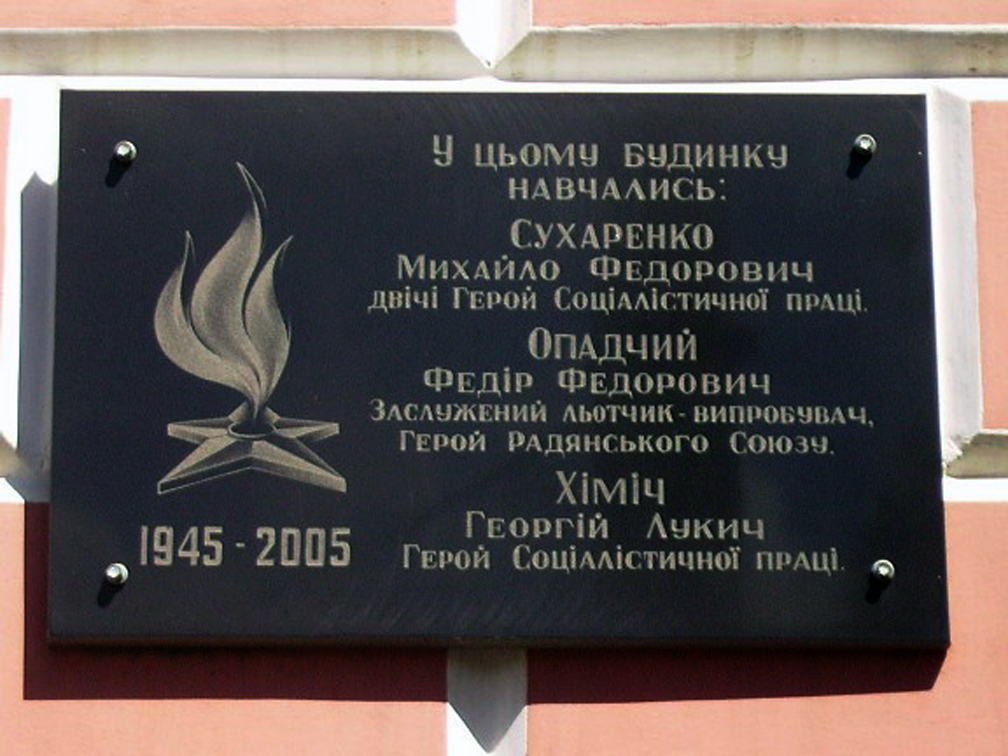 У цьому будинку
навчались:
Сухаренко
Михайло Федорович
двічі Герой Соціалістичної праці.
Опадчий
Федір Федорович
Заслужений льотчик-випробувач,
Герой Радянського Союзу.
Хіміч
Георгій Лукич
Герой Соціалістичної праці.
1945 - 2005